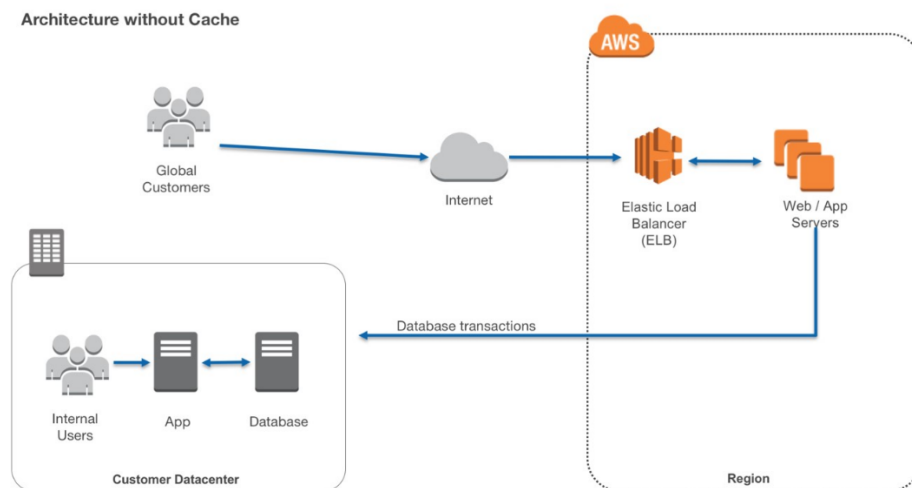 Architecture without Cache
AWS
Global
Customers
Internet
Elastic Load
Balancer
(ELB)
Web / App
Servers
Database transactions
Internal
Users
App
Database
Customer Datacenter
Region